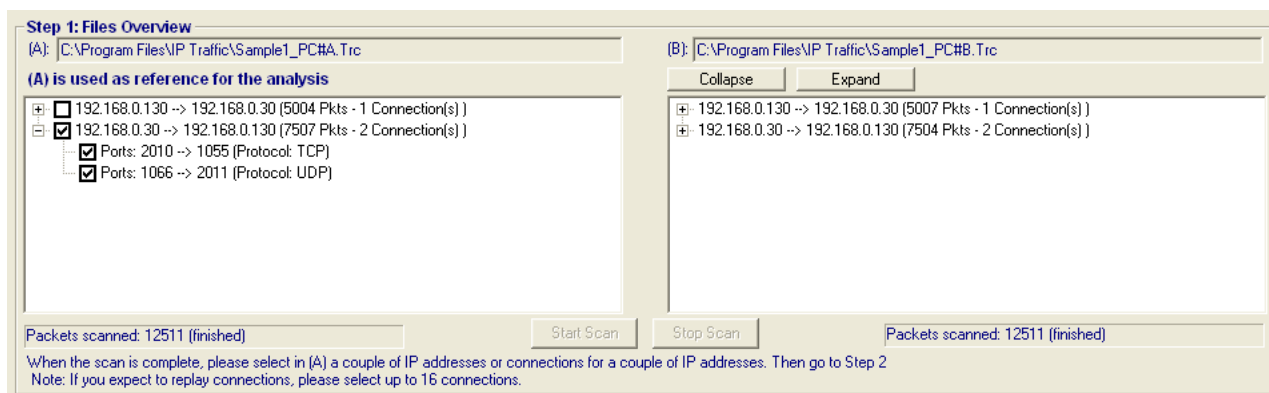 Step 1: Files Overview
(A): C:\Program Files\IP Traffic\Sample1_PC#A.Trc
(B): C:\Program Files\IP Traffic\Sample1_PC#B.Trc
(A) is used as reference for the analysis
Collapse Expand
192.168.0.130 --> 192.168.0.30 (5004 Pkts - 1 Connection(s) )
192.168.0.30 --> 192.168.0.130 (7507 Pkts - 2 Connection(s) )
Ports: 2010 --> 1055 (Protocol: TCP)
Ports: 1066 --> 2011 (Protocol: UDP)
192.168.0.130 --> 192.168.0.30 (5007 Pkts - 1 Connection(s) )
192.168.0.30 --> 192.168.0.130 (7504 Pkts - 2 Connection(s) )
Packets scanned: 12511 (finished)
Start Scan Stop Scan
Packets scanned: 12511 (finished)
When the scan is complete, please select in (A) a couple of IP addresses or connections for a couple of IP addresses. Then go to Step 2
Note: If you expect to replay connections, please select up to 16 connections.